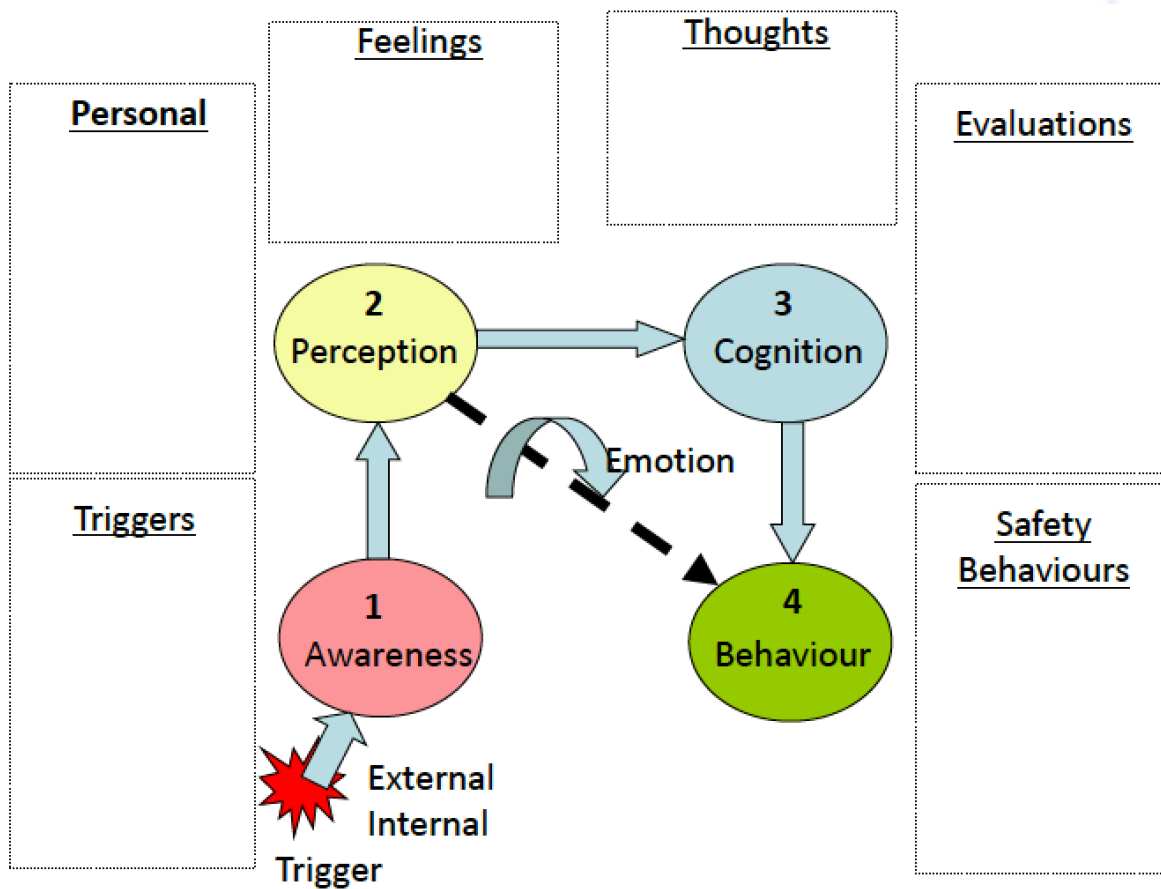 Feelings
Thoughts
Personal
Evaluations
2
Perception
3
Cognition
Emotion
Triggers
Safety
Behaviours
1
Awareness
4
Behaviour
External
Internal
Trigger